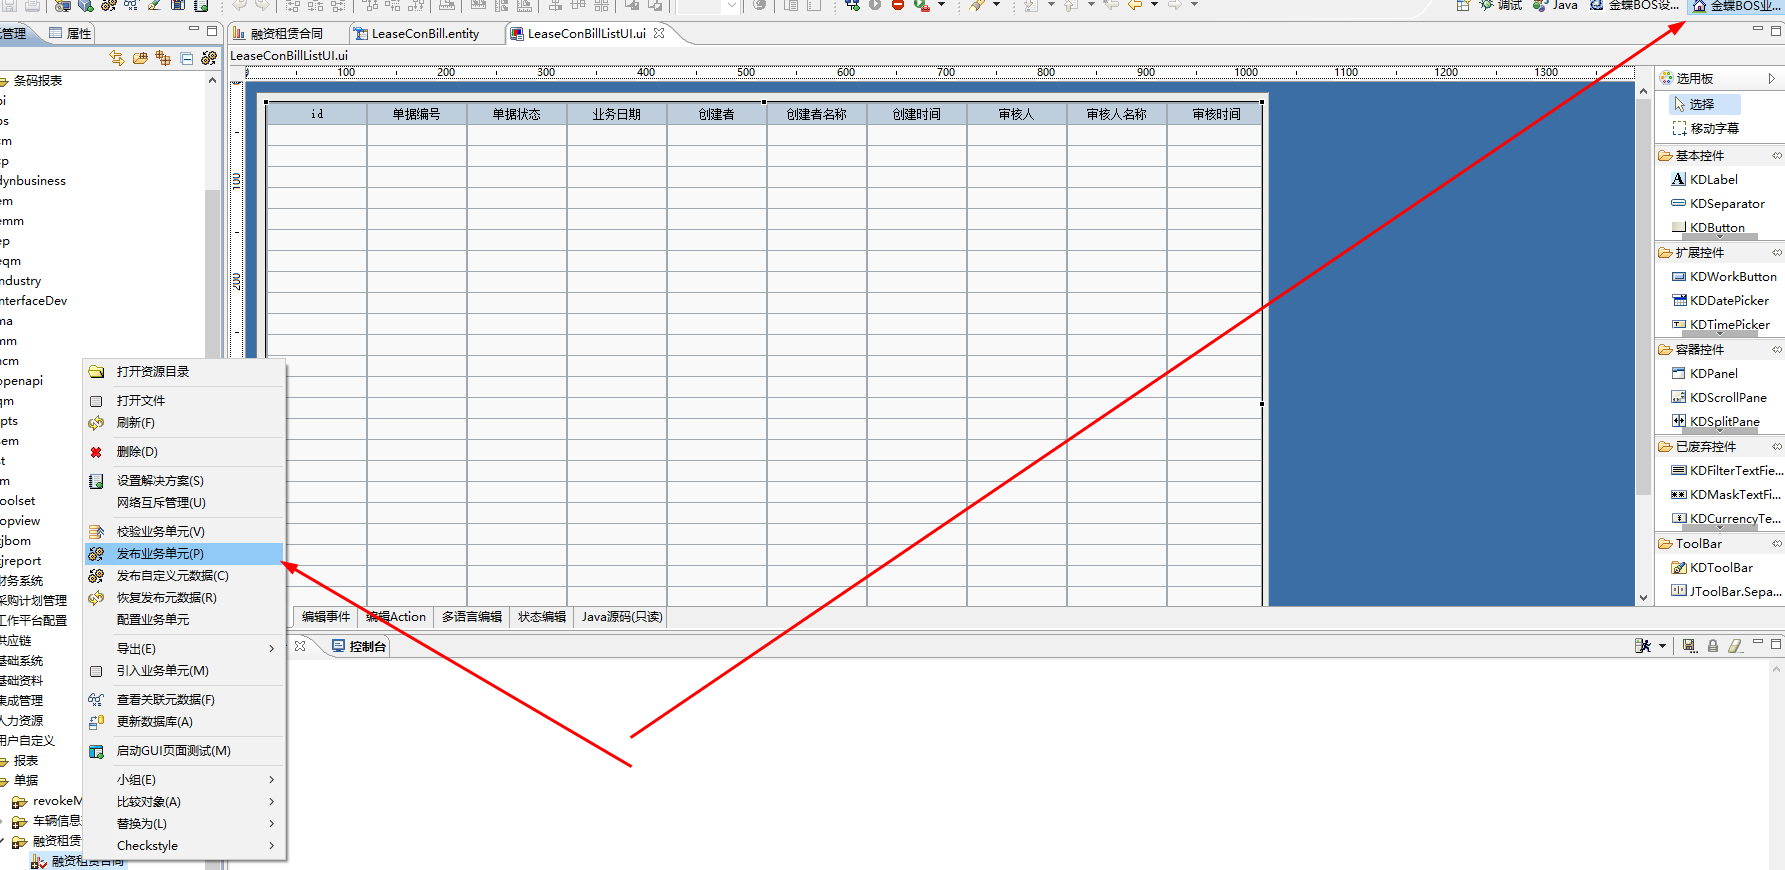 调试
Java
金蝶BOS设...
金蝶BOS业...
管理
属性
融资租赁合同
LeaseConBill.entity
LeaseConBillListUI.ui
LeaseConBillListUI.ui
0 100 200 300 400 500 600 700 800 900 1000 1100 1200 1300
100
200
id 单据编号 单据状态 业务日期 创建者 创建者名称 创建时间 审核人 审核人名称 审核时间
条码报表
dynbusiness
em
emm
ep
eqm
industry
interfaceDev
ma
mm
ncm
openapi
qm
rpts
sem
st
toolset
topview
zjbom
zjreport
财务系统
采购计划管理
工作平台配置
供应链
基础系统
基础资料
集成管理
人力资源
用户自定义
报表
单据
revokeM
车辆信息
融资租赁
融资租赁合同
打开资源目录
打开文件
刷新(F)
删除(D)
设置解决方案(S)
网络互斥管理(U)
校验业务单元(V)
发布业务单元(P)
发布自定义元数据(C)
恢复发布元数据(R)
配置业务单元
导出(E)
引入业务单元(M)
查看关联元数据(F)
更新数据库(A)
启动GUI页面测试(M)
小组(E)
比较对象(A)
替换为(L)
Checkstyle
编辑事件
编辑Action
多语言编辑
状态编辑
Java源码(只读)
控制台
选用板
选择
移动字幕
基本控件
KDLabel
KDSeparator
KDButton
扩展控件
KDWorkButton
KDDatePicker
KDTimePicker
容器控件
KDPanel
KDScrollPane
KDSplitPane
已废弃控件
KDFilterTextFie...
KDMaskTextFi...
KDCurrencyTe...
ToolBar
KDToolBar
JToolBar.Sepa...